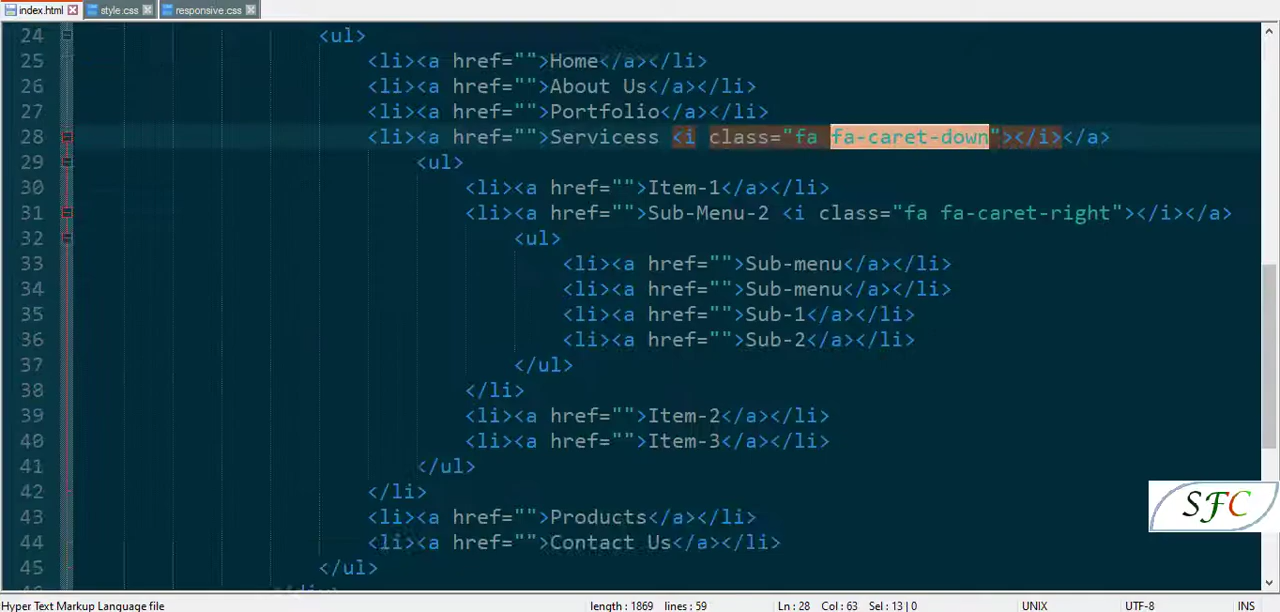 index.html style.css responsive.css
24 <ul>
25 <li><a href="">Home</a></li>
26 <li><a href="">About Us</a></li>
27 <li><a href="">Portfolio</a></li>
28 <li><a href="">Servicess <i class="fa fa-caret-down"></i></a>
29 <ul>
30 <li><a href="">Item-1</a></li>
31 <li><a href="">Sub-Menu-2 <i class="fa fa-caret-right"></i></a>
32 <ul>
33 <li><a href="">Sub-menu</a></li>
34 <li><a href="">Sub-menu</a></li>
35 <li><a href="">Sub-1</a></li>
36 <li><a href="">Sub-2</a></li>
37 </ul>
38 </li>
39 <li><a href="">Item-2</a></li>
40 <li><a href="">Item-3</a></li>
41 </ul>
42 </li>
43 <li><a href="">Products</a></li>
44 <li><a href="">Contact Us</a></li>
45 </ul>
SFC
Hyper Text Markup Language file length : 1869 lines : 59 Ln : 28 Col : 63 Sel : 13 | 0 UNIX UTF-8 INS